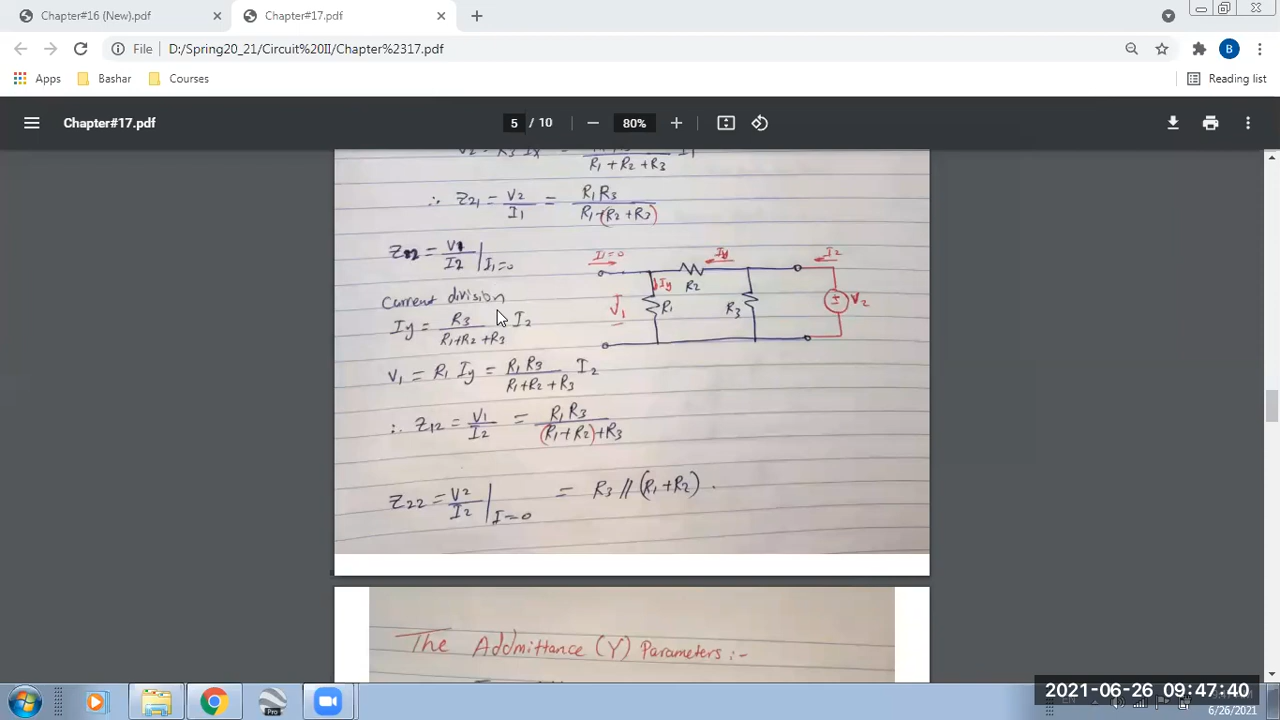 Chapter#16 (New).pdf
Chapter#17.pdf
File
D:/Spring20_21/Circuit%20II/Chapter%2317.pdf
B
Apps
Bashar
Courses
Reading list
Chapter#17.pdf
5 / 10
80%
R1 + R2 + R3
∴ Z21 = V2/I1 = R1R3/(R1+(R2+R3))
Z12 = V1/I2 | I1=0
I1=0
Iy
I2
Current division
Iy
R2
V1
R1
R3
V2
Iy = R3/(R1+R2+R3) I2
V1 = R1 Iy = R1R3/(R1+R2+R3) I2
∴ Z12 = V1/I2 = R1R3/((R1+R2)+R3)
Z22 = V2/I2 | I=0 = R3 // (R1+R2) .
The Addmittance (Y) Parameters:-
Pro
2021-06-26 09:47:40
6/26/2021